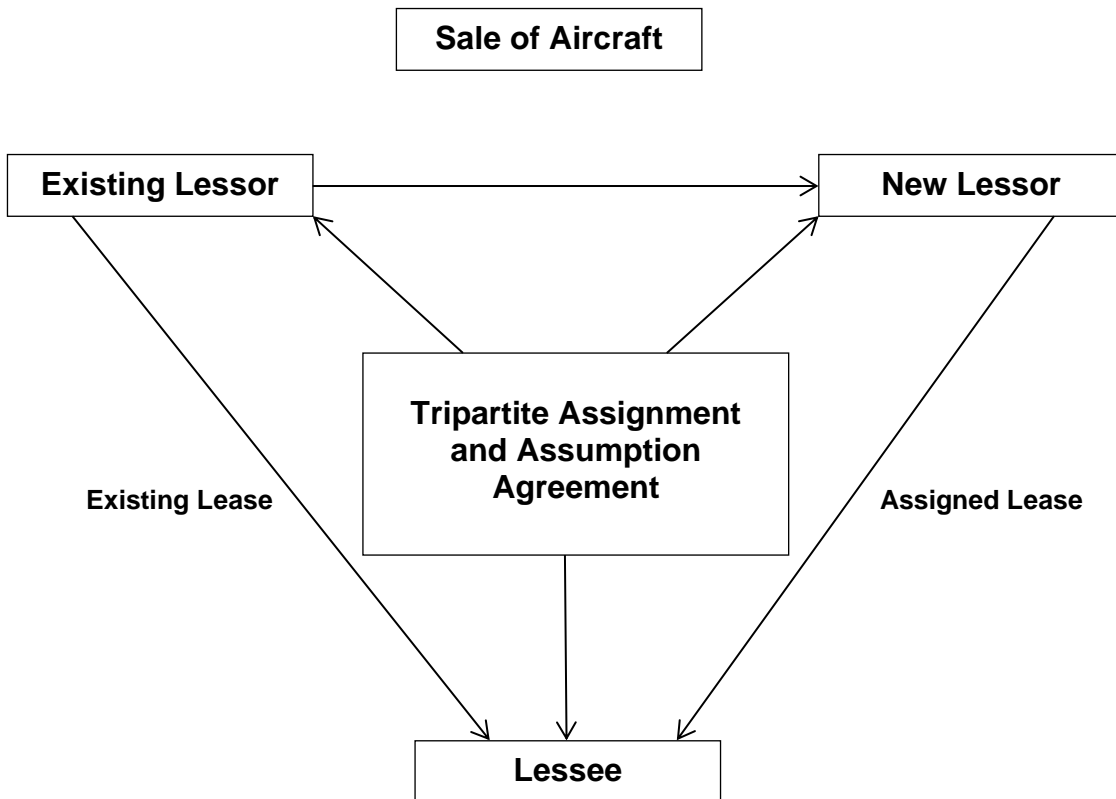 Sale of Aircraft
Existing Lessor
New Lessor
Tripartite Assignment
and Assumption
Agreement
Existing Lease
Assigned Lease
Lessee